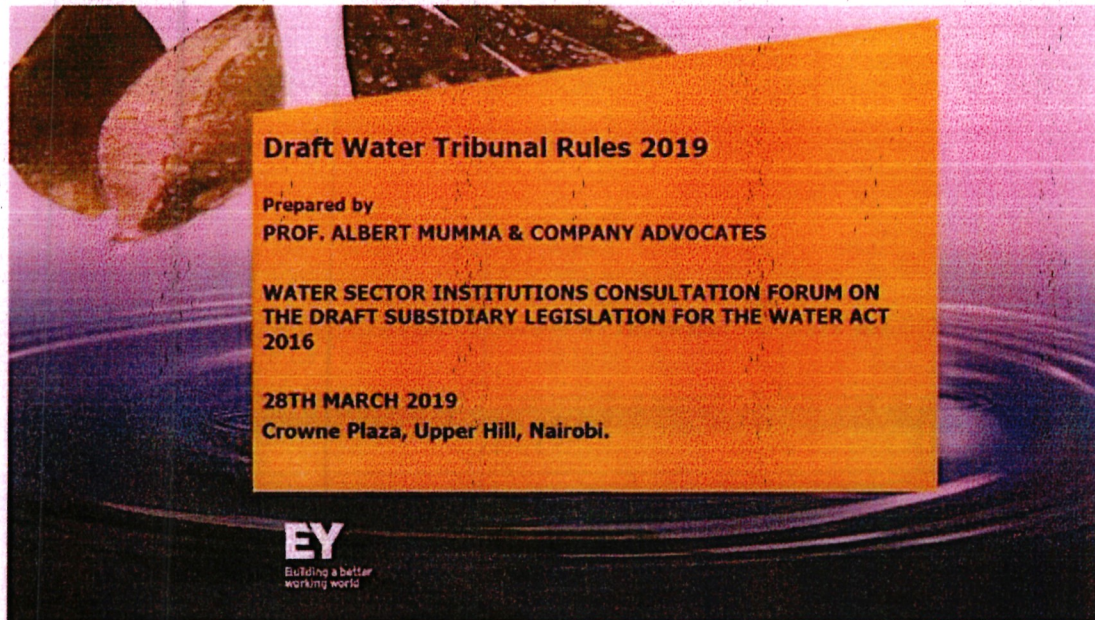 Draft Water Tribunal Rules 2019
Prepared by
PROF. ALBERT MUMMA & COMPANY ADVOCATES
WATER SECTOR INSTITUTIONS CONSULTATION FORUM ON
THE DRAFT SUBSIDIARY LEGISLATION FOR THE WATER ACT
2016
28TH MARCH 2019
Crowne Plaza, Upper Hill, Nairobi.
EY
Building a better
working world